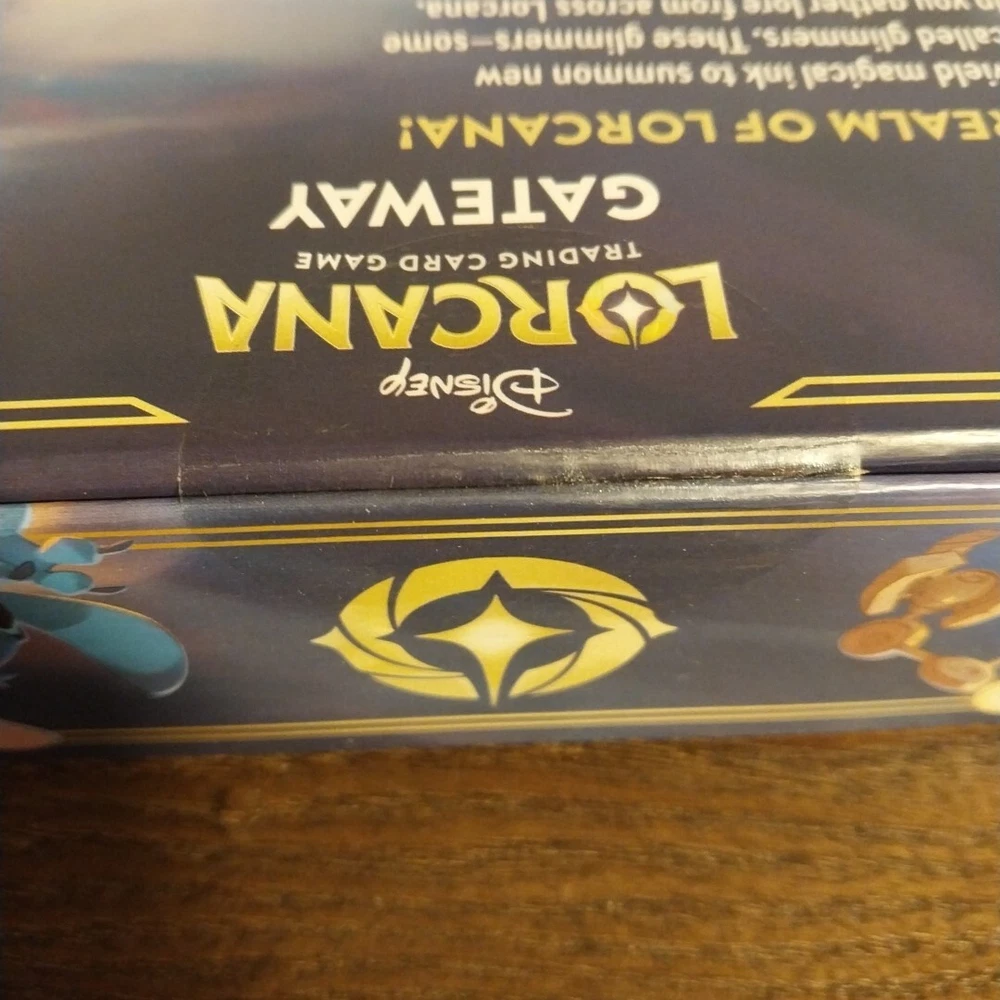 DISNEY
LORCANA
TRADING CARD GAME
GATEWAY
REALM OF LORCANA!
magical ink to summon new
called glimmers. These glimmers—some
you gather lore from across Lorcana.